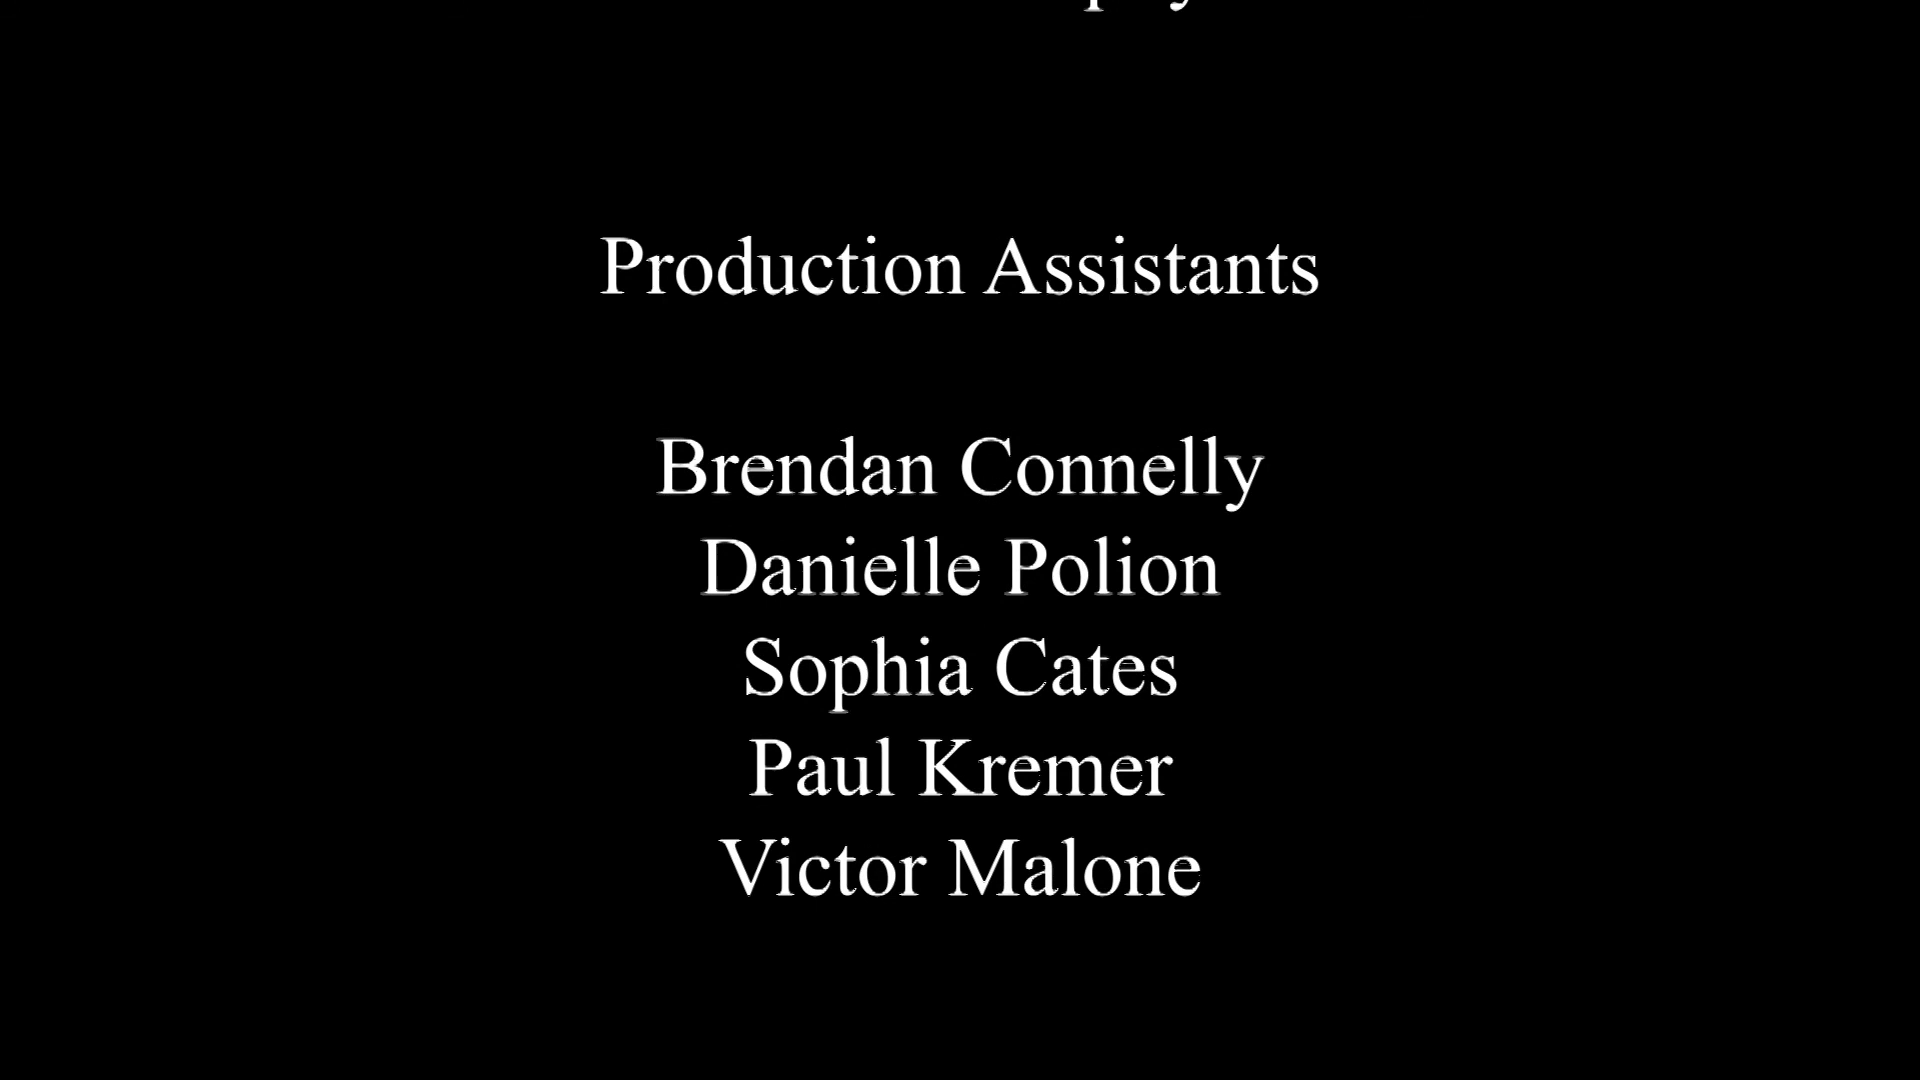 Production Assistants
Brendan Connelly
Danielle Polion
Sophia Cates
Paul Kremer
Victor Malone